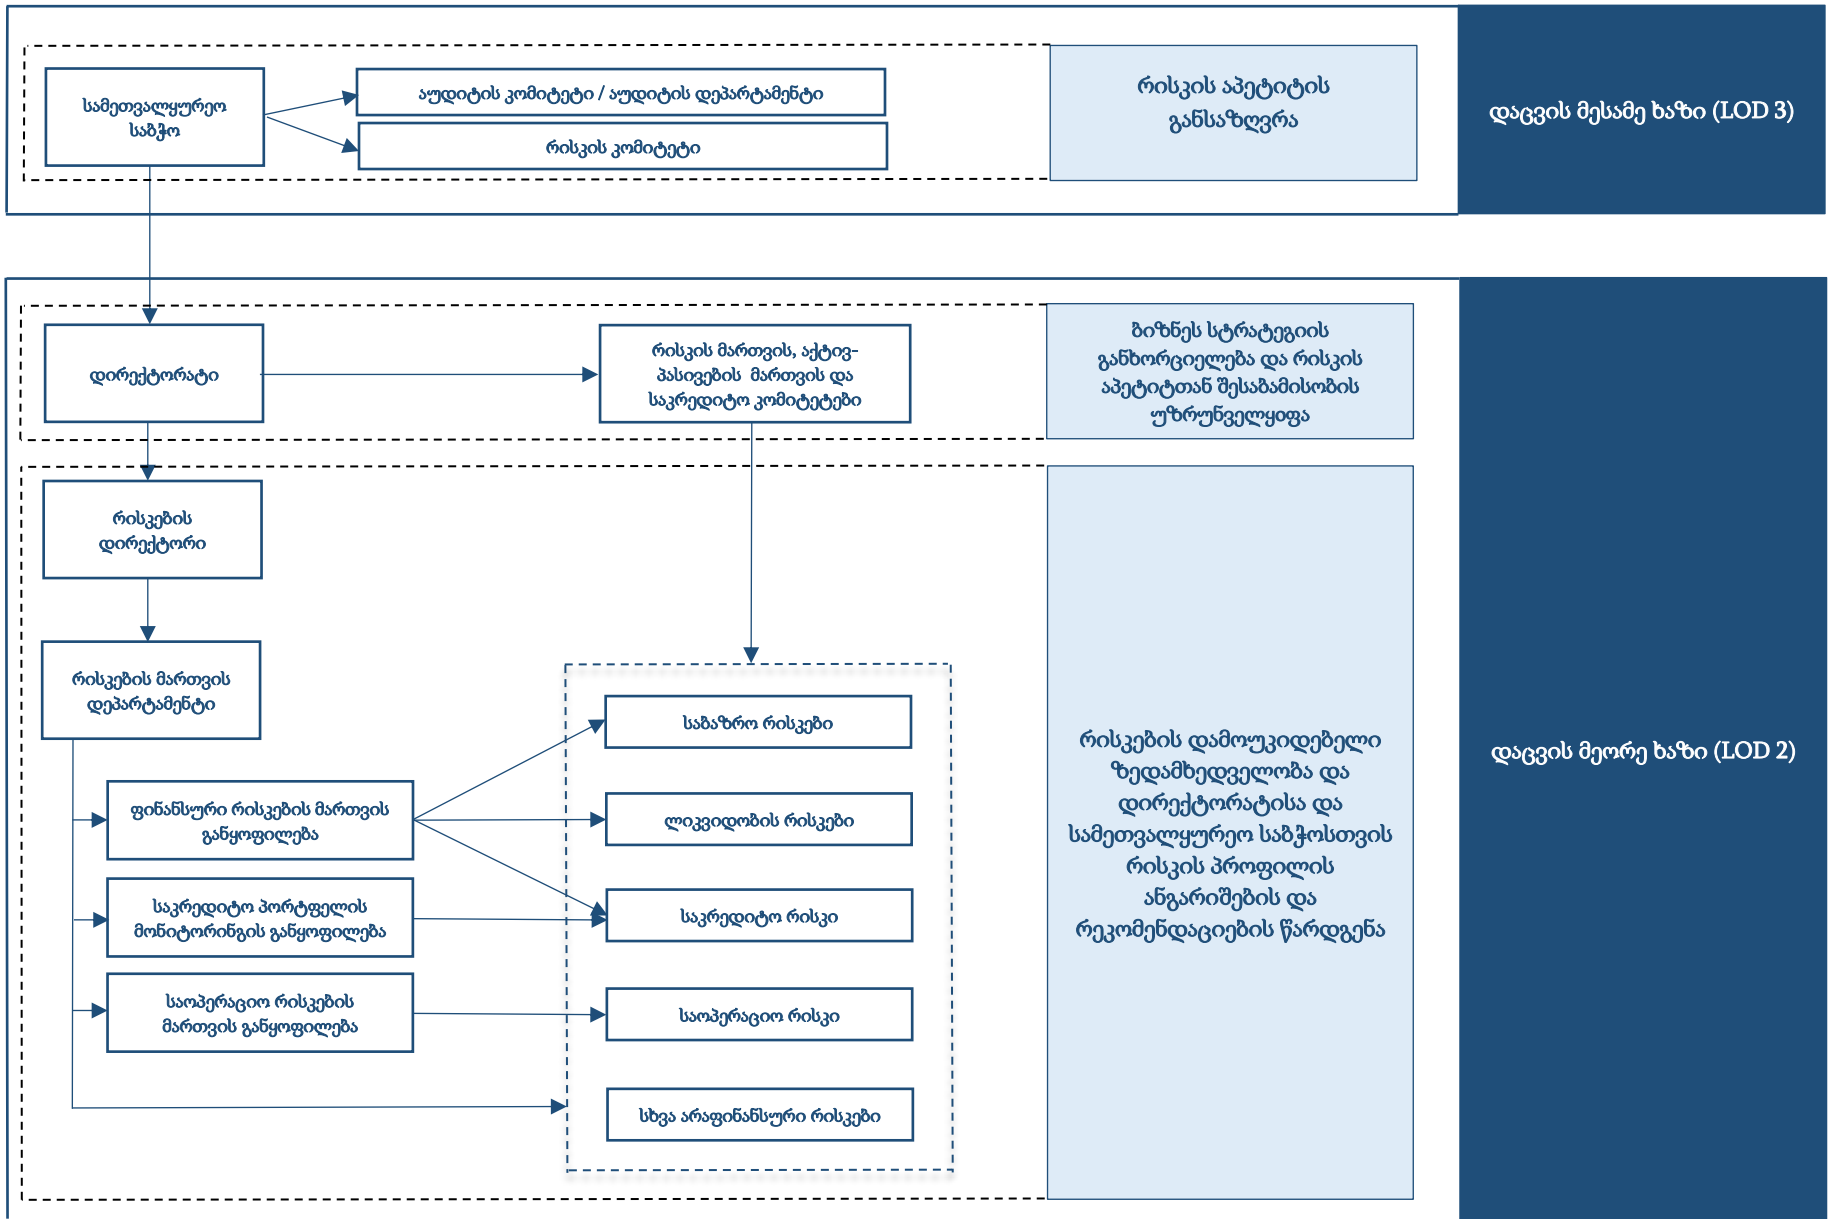 სამეთვალყურეო
საბჭო
აუდიტის კომიტეტი / აუდიტის დეპარტამენტი
რისკის კომიტეტი
რისკის აპეტიტის
განსაზღვრა
დაცვის მესამე ხაზი (LOD 3)
დირექტორატი
რისკის მართვის, აქტივ-
პასივების მართვის და
საკრედიტო კომიტეტები
ბიზნეს სტრატეგიის
განხორციელება და რისკის
აპეტიტთან შესაბამისობის
უზრუნველყოფა
რისკების
დირექტორი
რისკების მართვის
დეპარტამენტი
ფინანსური რისკების მართვის
განყოფილება
საკრედიტო პორტფელის
მონიტორინგის განყოფილება
საოპერაციო რისკების
მართვის განყოფილება
საბაზრო რისკები
ლიკვიდობის რისკები
საკრედიტო რისკი
საოპერაციო რისკი
სხვა არაფინანსური რისკები
რისკების დამოუკიდებელი
ზედამხედველობა და
დირექტორატისა და
სამეთვალყურეო საბჭოსთვის
რისკის პროფილის
ანგარიშების და
რეკომენდაციების წარდგენა
დაცვის მეორე ხაზი (LOD 2)